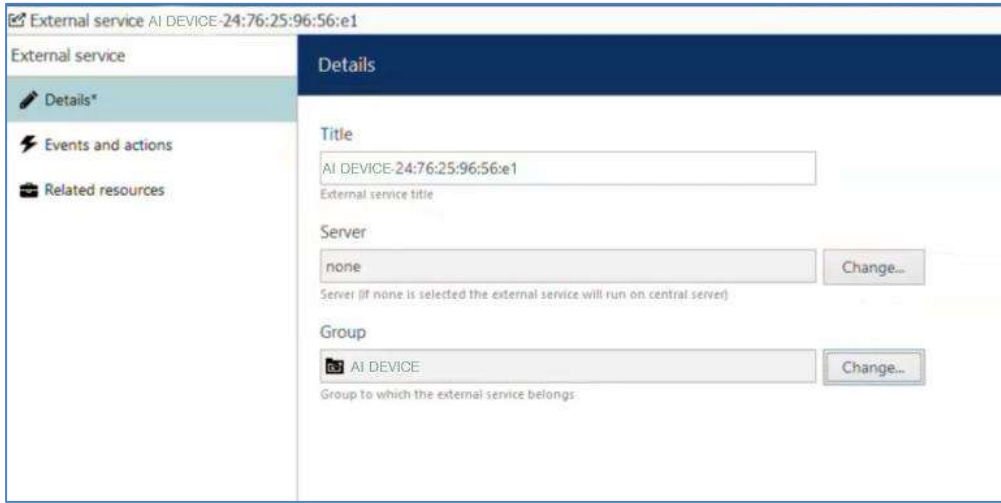 External service AI DEVICE-24:76:25:96:56:e1
External service
Details*
Events and actions
Related resources
Details
Title
AI DEVICE-24:76:25:96:56:e1
External service title
Server
none
Change...
Server (if none is selected the external service will run on central server)
Group
AI DEVICE
Change...
Group to which the external service belongs